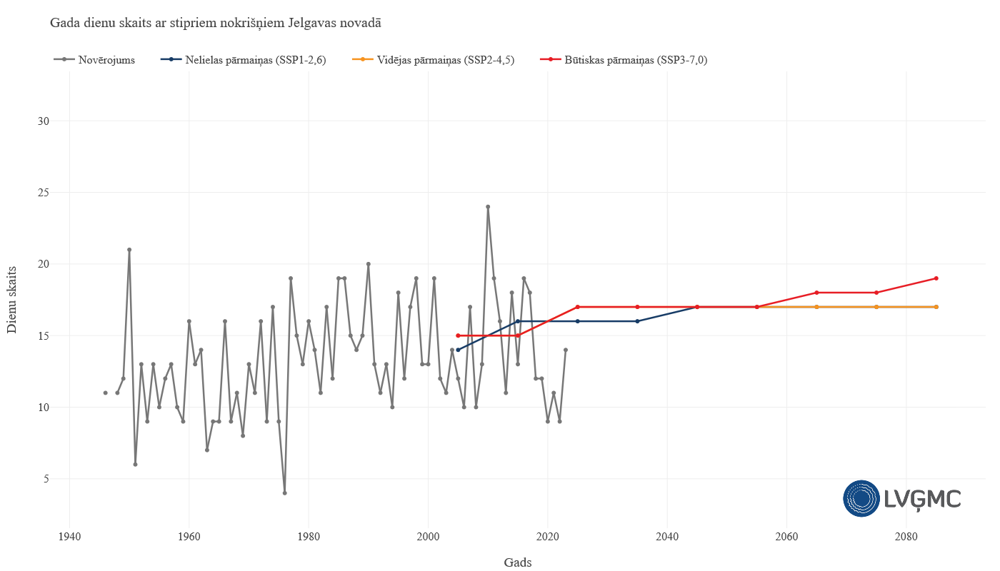 Gada dienu skaits ar stipriem nokrišņiem Jelgavas novadā
Novērojums Nelielas pārmaiņas (SSP1-2,6) Vidējas pārmaiņas (SSP2-4,5) Būtiskas pārmaiņas (SSP3-7,0)
30
25
20
15
10
5
Dienu skaits
LVĢMC
1940 1960 1980 2000 2020 2040 2060 2080
Gads